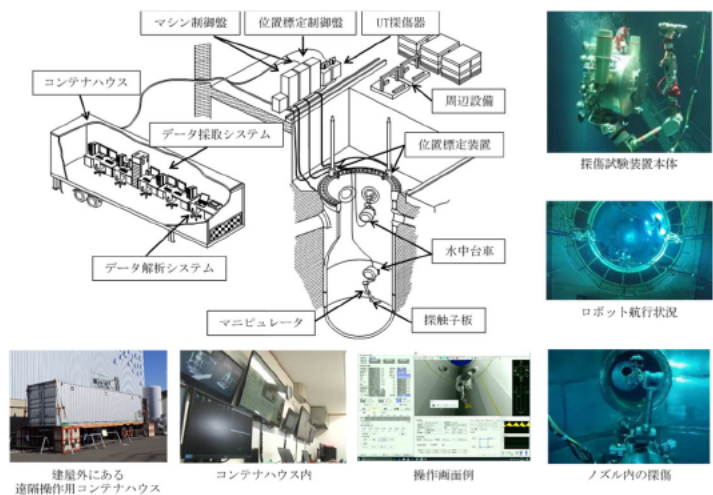 マシン制御盤
位置標定制御盤
UT探傷器
コンテナハウス
周辺設備
データ採取システム
位置標定装置
探傷試験装置本体
水中台車
データ解析システム
マニピュレータ
探触子板
ロボット航行状況
建屋外にある
遠隔操作用コンテナハウス
コンテナハウス内
操作画面例
ノズル内の探傷